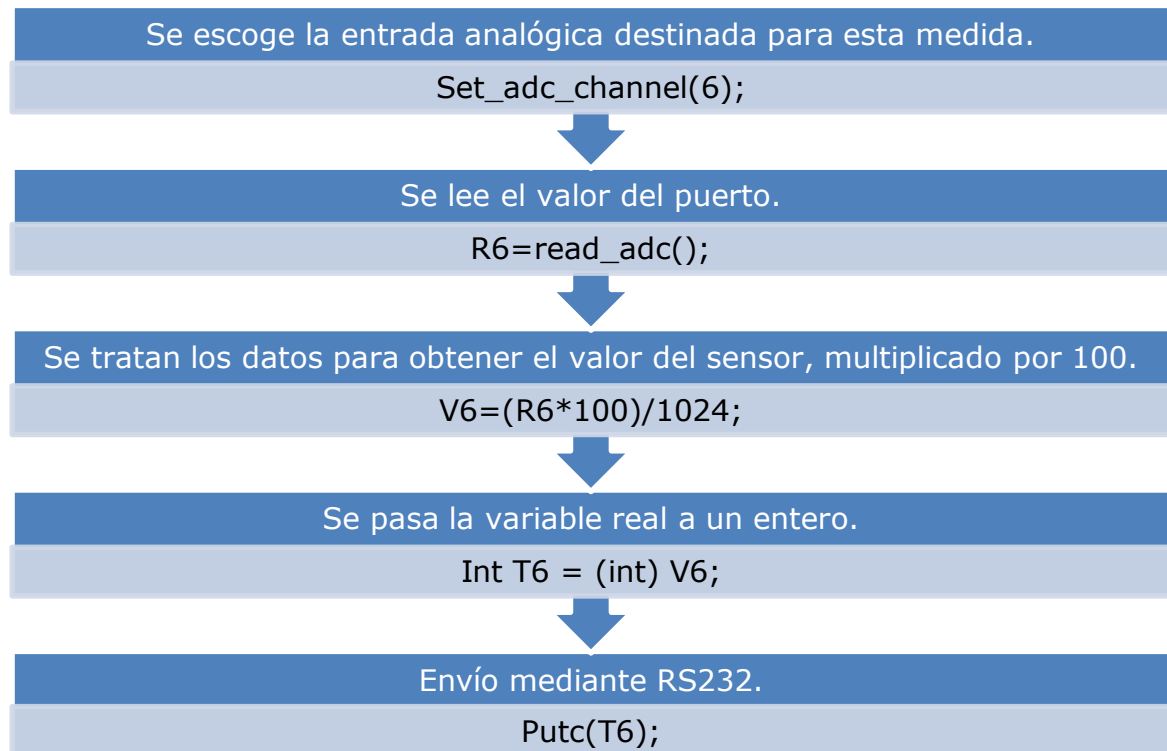 Se escoge la entrada analógica destinada para esta medida.
Set_adc_channel(6);
Se lee el valor del puerto.
R6=read_adc();
Se tratan los datos para obtener el valor del sensor, multiplicado por 100.
V6=(R6*100)/1024;
Se pasa la variable real a un entero.
Int T6 = (int) V6;
Envío mediante RS232.
Putc(T6);